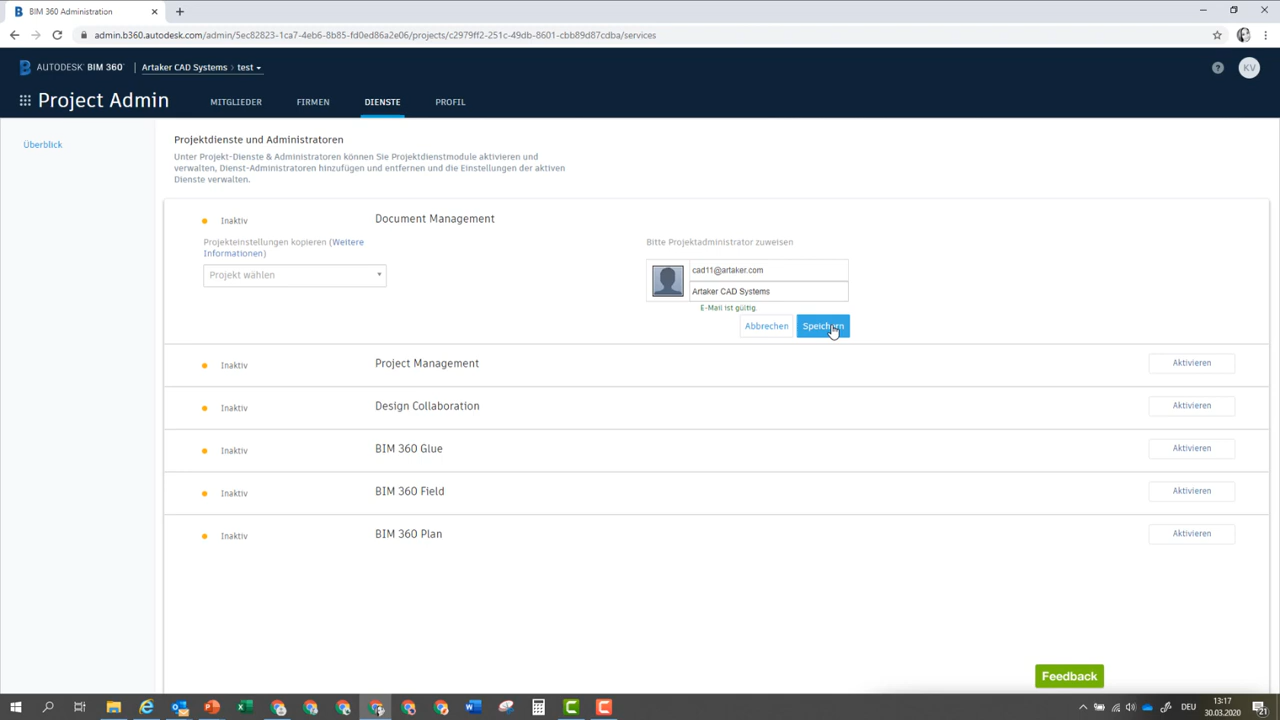 BIM 360 Administration
admin.b360.autodesk.com/admin/5ec82823-1ca7-4eb6-8b85-fd0ed86a2e06/projects/c2979ff2-251c-49db-8601-cbb89d87cdba/services
AUTODESK® BIM 360° Artaker CAD Systems > test
KV
Project Admin MITGLIEDER FIRMEN DIENSTE PROFIL
Überblick
Projektdienste und Administratoren
Unter Projekt-Dienste & Administratoren können Sie Projektdienstmodule aktivieren und
verwalten, Dienst-Administratoren hinzufügen und entfernen und die Einstellungen der aktiven
Dienste verwalten.
Inaktiv Document Management
Projekteinstellungen kopieren (Weitere
Informationen)
Projekt wählen
Bitte Projektadministrator zuweisen
cad11@artaker.com
Artaker CAD Systems
E-Mail ist gültig.
Abbrechen Speichern
Inaktiv Project Management Aktivieren
Inaktiv Design Collaboration Aktivieren
Inaktiv BIM 360 Glue Aktivieren
Inaktiv BIM 360 Field Aktivieren
Inaktiv BIM 360 Plan Aktivieren
Feedback
DEU
13:17
30.03.2020
21